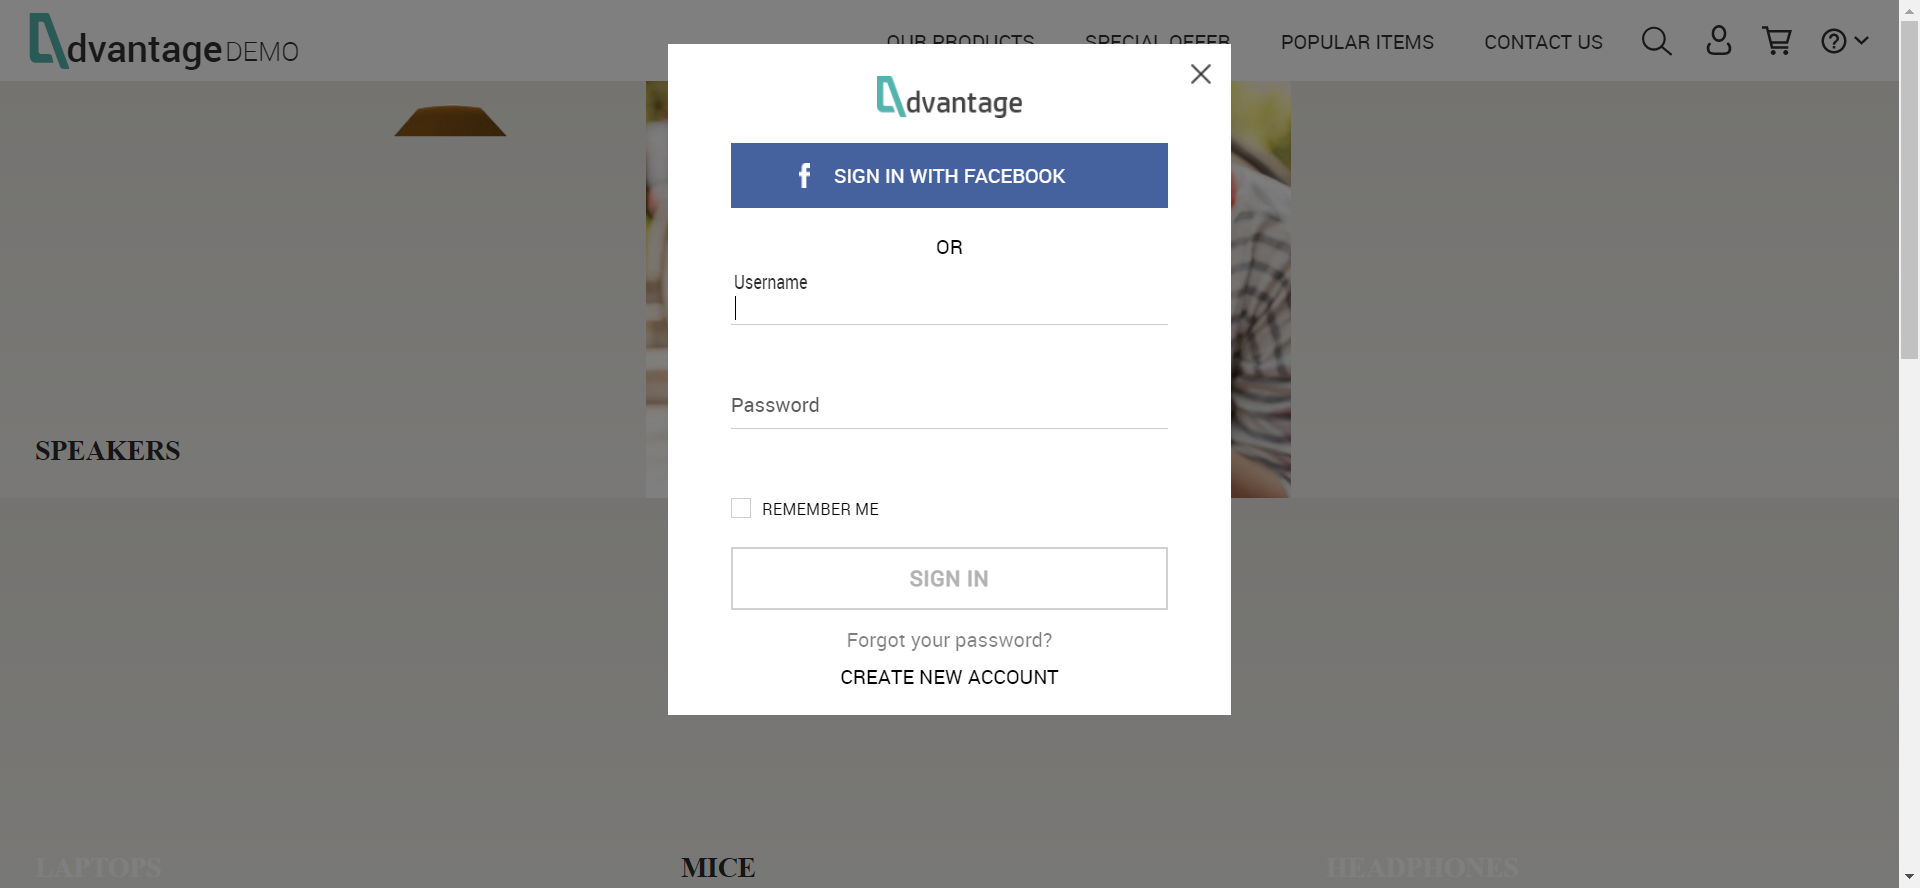 dvantage DEMO
OUR PRODUCTS
SPECIAL OFFER
POPULAR ITEMS
CONTACT US
dvantage
f SIGN IN WITH FACEBOOK
OR
Username
Password
REMEMBER ME
SIGN IN
Forgot your password?
CREATE NEW ACCOUNT
SPEAKERS
LAPTOPS
MICE
HEADPHONES